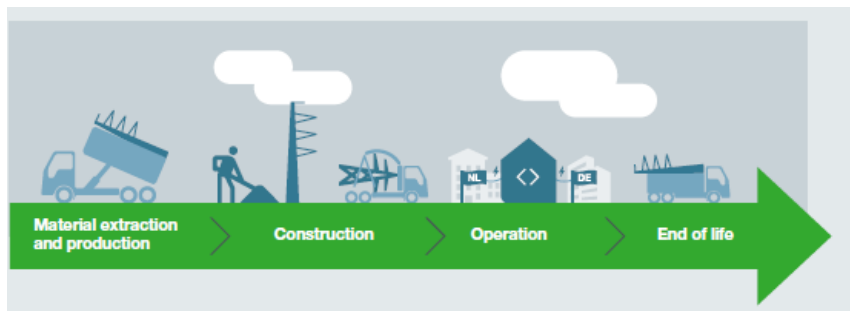 NL
DE
Material extraction
and production
Construction
Operation
End of life